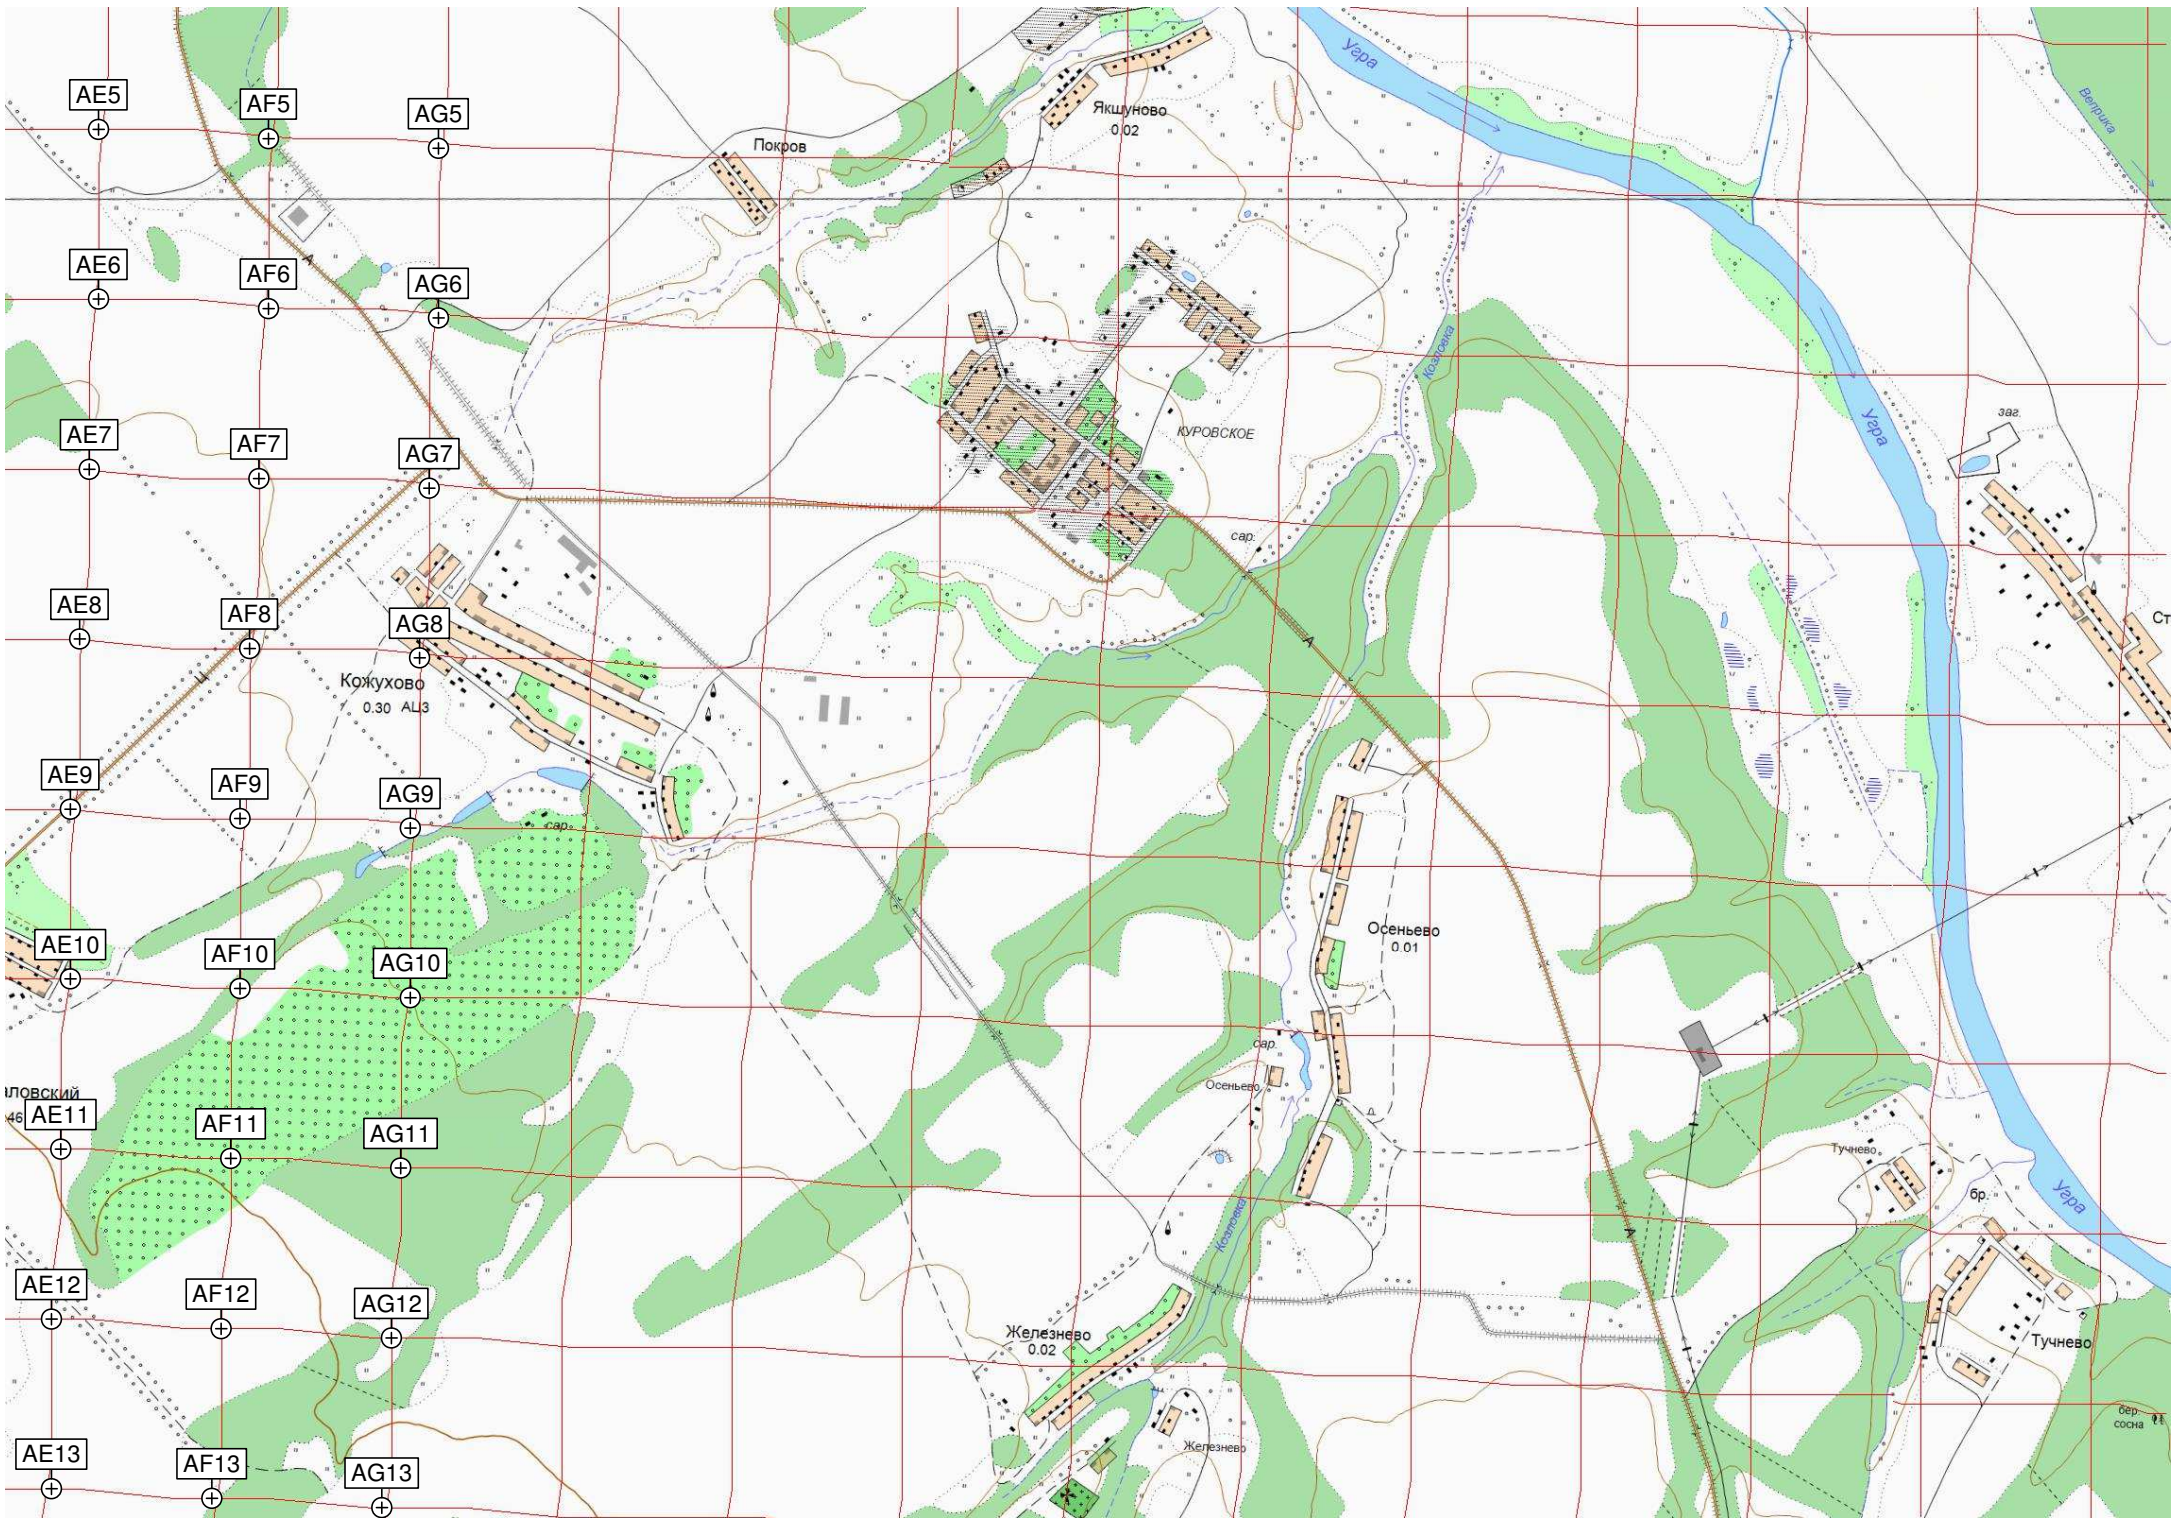 Угра
Веприка
AE5
AF5
AG5
Якшуново
0.02
Покров
А
AE6
AF6
AG6
Козловка
Угра
заг.
AE7
AF7
AG7
КУРОВСКОЕ
сар.
AE8
AF8
AG8
Ст
А
Ц
Кожухово
0.30 АЦЗ
AE9
AF9
AG9
сар.
Осеньево
0.01
AE10
AF10
AG10
сар.
Осеньево
аловский
46
AE11
AF11
AG11
Тучнево
бр.
Угра
Козловка
А
AE12
AF12
AG12
Железнево
0.02
Тучнево
бер.
сосна
Железнево
AE13
AF13
AG13